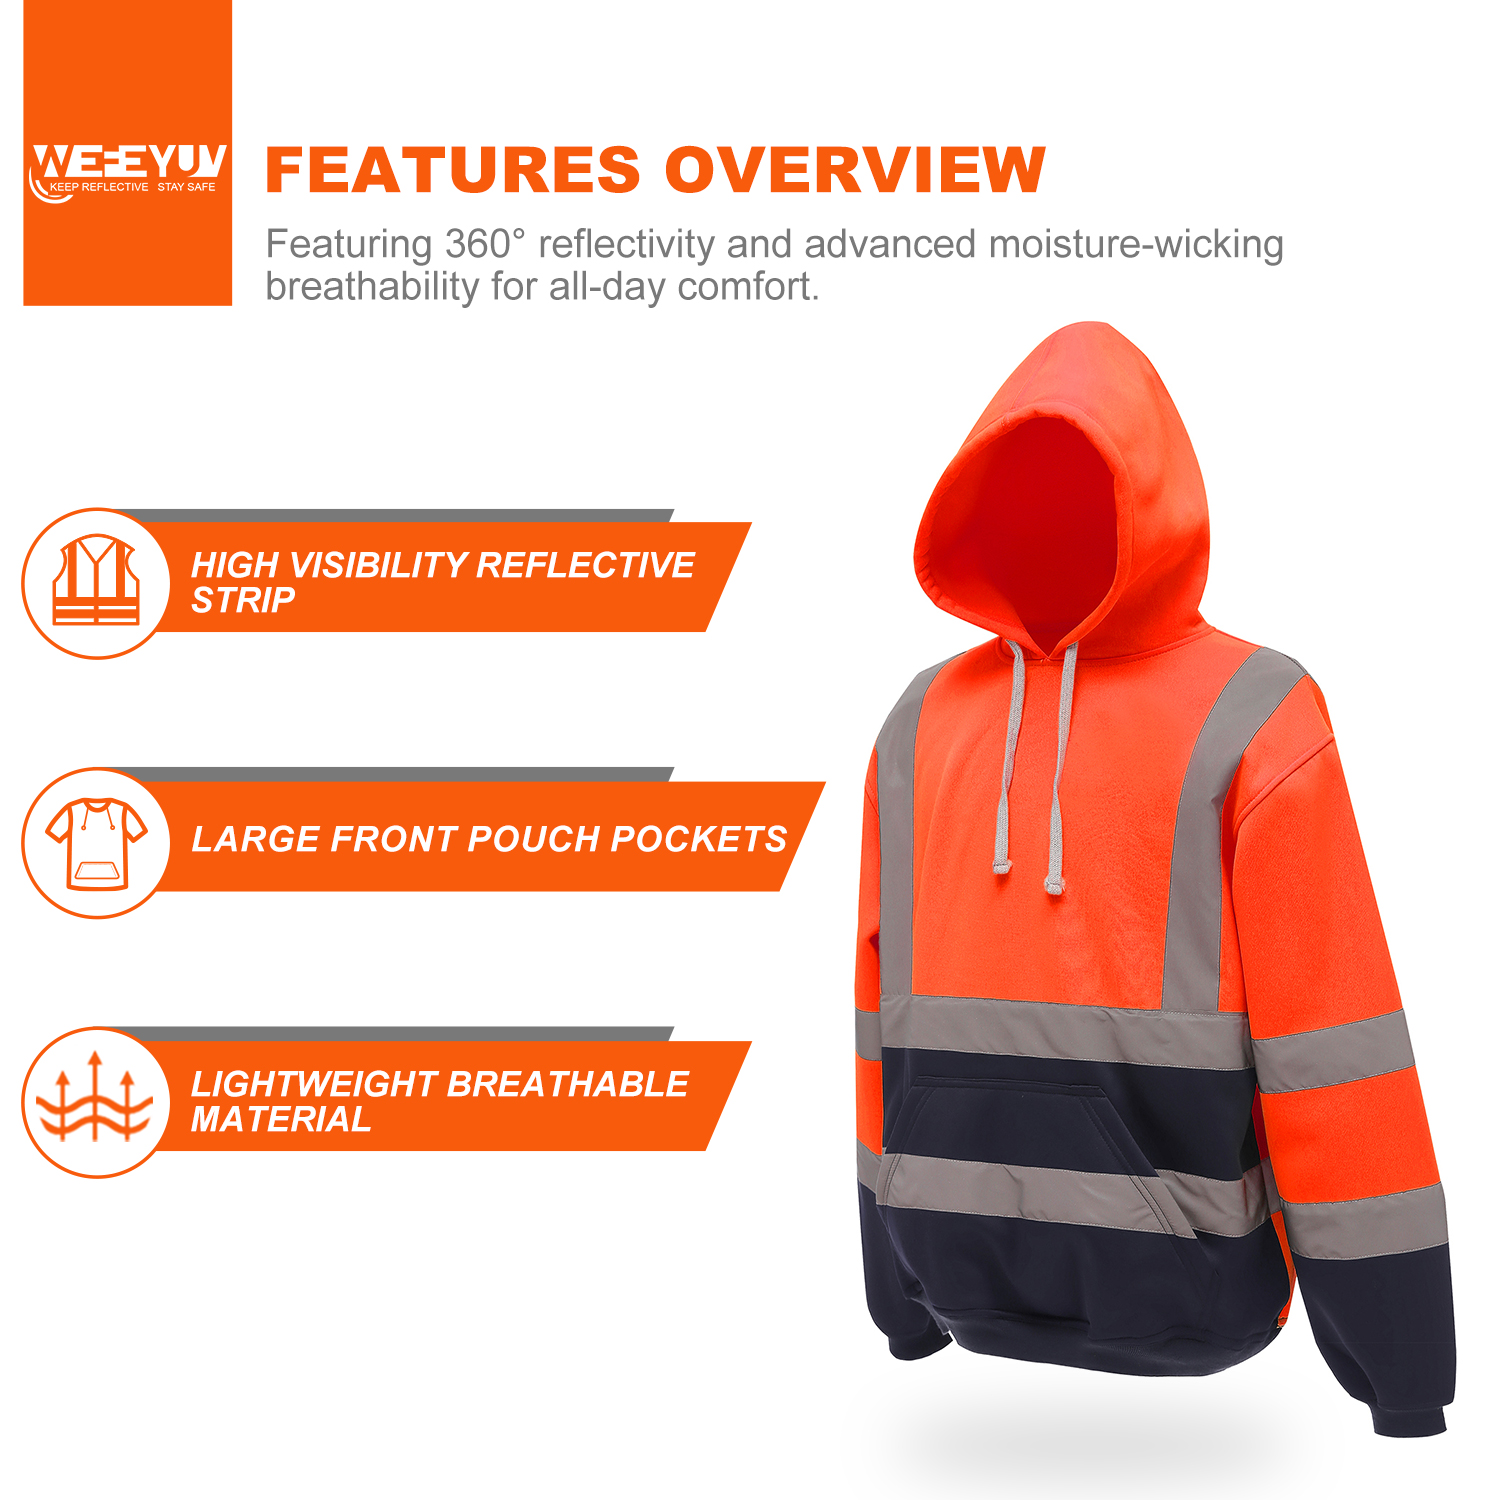 WEFEYUV
KEEP REFLECTIVE STAY SAFE
FEATURES OVERVIEW
Featuring 360° reflectivity and advanced moisture-wicking
breathability for all-day comfort.
HIGH VISIBILITY REFLECTIVE
STRIP
LARGE FRONT POUCH POCKETS
LIGHTWEIGHT BREATHABLE
MATERIAL